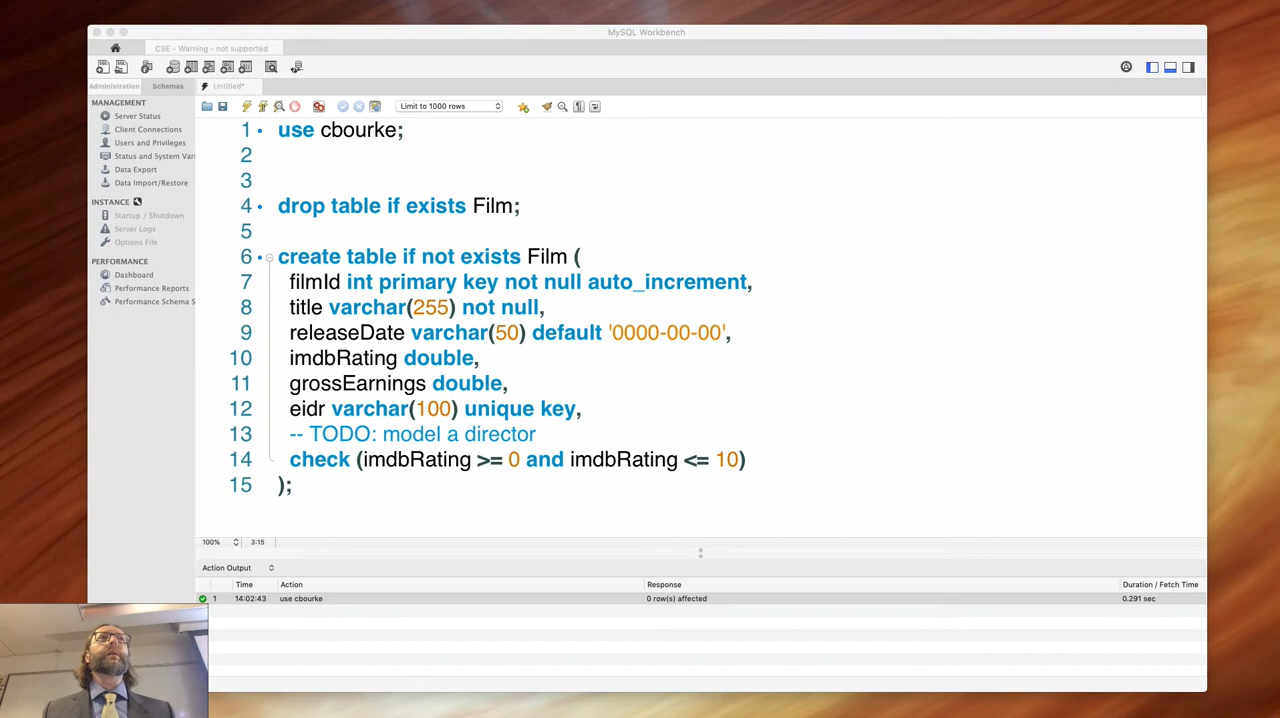 MySQL Workbench
CSE - Warning - not supported
Administration Schemas Untitled*
Limit to 1000 rows
MANAGEMENT
Server Status
Client Connections
Users and Privileges
Status and System Vari
Data Export
Data Import/Restore
INSTANCE
Startup / Shutdown
Server Logs
Options File
PERFORMANCE
Dashboard
Performance Reports
Performance Schema S
1 use cbourke;
2
3
4 drop table if exists Film;
5
6 create table if not exists Film (
7 filmId int primary key not null auto_increment,
8 title varchar(255) not null,
9 releaseDate varchar(50) default '0000-00-00',
10 imdbRating double,
11 grossEarnings double,
12 eidr varchar(100) unique key,
13 -- TODO: model a director
14 check (imdbRating >= 0 and imdbRating <= 10)
15 );
100% 3:15
Action Output
Time Action Response Duration / Fetch Time
1 14:02:43 use cbourke 0 row(s) affected 0.291 sec